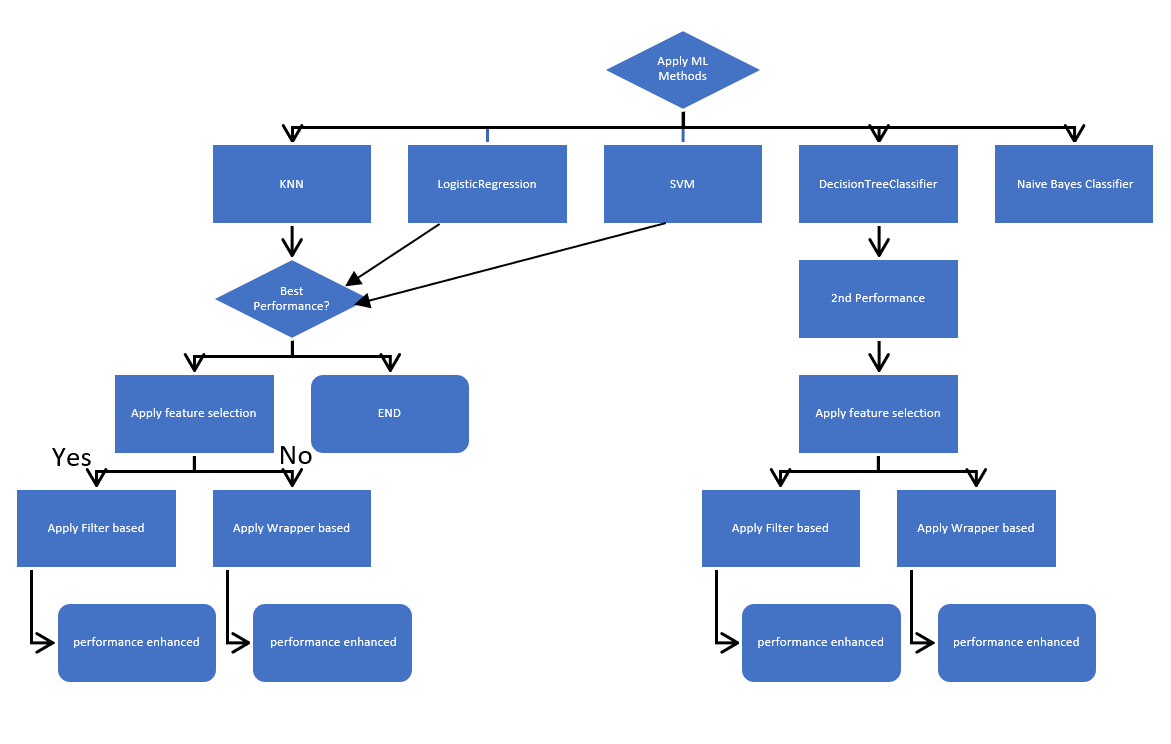 Apply ML
Methods
KNN
LogisticRegression
SVM
DecisionTreeClassifier
Naive Bayes Classifier
Best
Performance?
2nd Performance
Apply feature selection
END
Apply feature selection
Yes
No
Apply Filter based
Apply Wrapper based
Apply Filter based
Apply Wrapper based
performance enhanced
performance enhanced
performance enhanced
performance enhanced